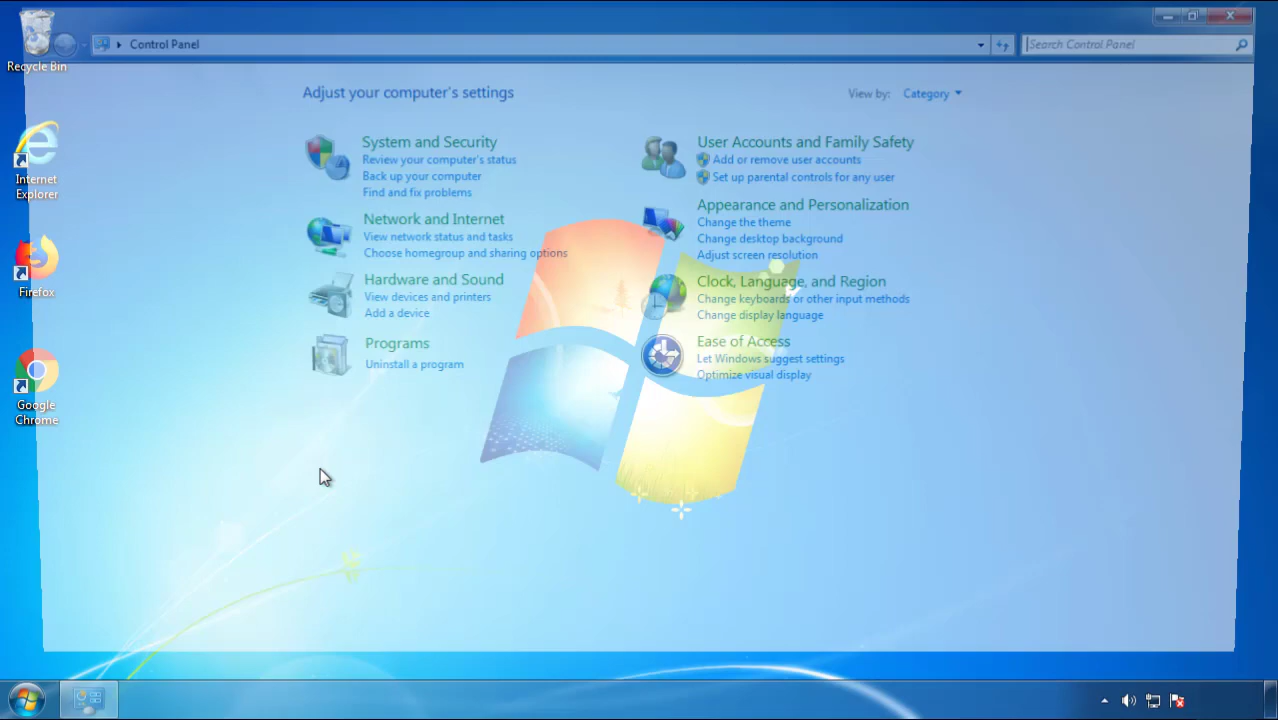 Recycle Bin
Internet Explorer
Firefox
Google Chrome
Control Panel
Search Control Panel
Adjust your computer's settings
View by: Category
System and Security
Review your computer's status
Back up your computer
Find and fix problems
Network and Internet
View network status and tasks
Choose homegroup and sharing options
Hardware and Sound
View devices and printers
Add a device
Programs
Uninstall a program
User Accounts and Family Safety
Add or remove user accounts
Set up parental controls for any user
Appearance and Personalization
Change the theme
Change desktop background
Adjust screen resolution
Clock, Language, and Region
Change keyboards or other input methods
Change display language
Ease of Access
Let Windows suggest settings
Optimize visual display